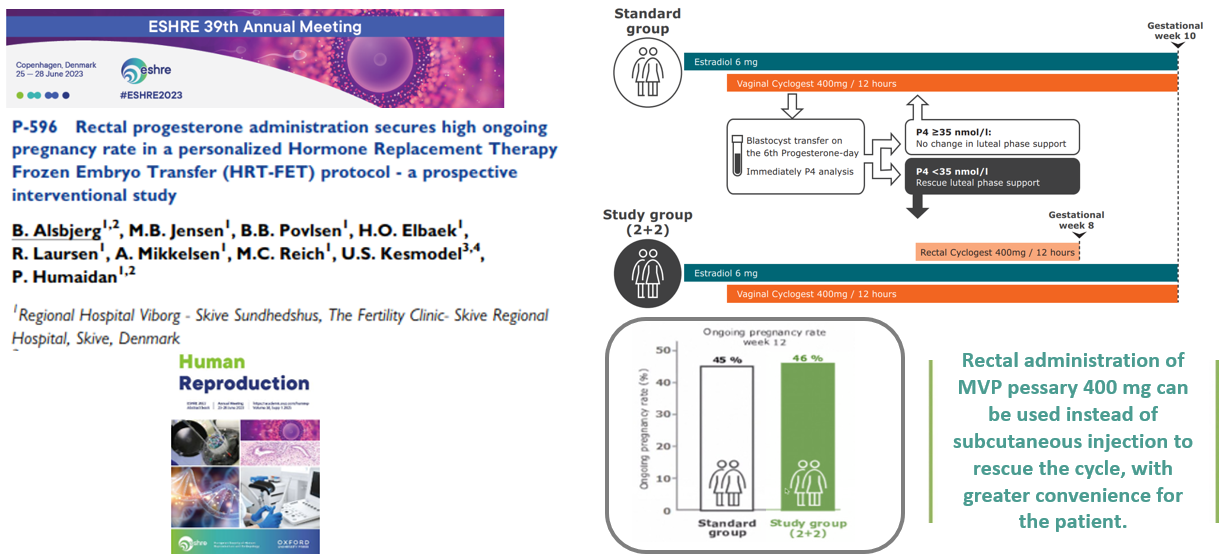 ESHRE 39th Annual Meeting
Copenhagen, Denmark
25 – 28 June 2023
eshre
#ESHRE2023
P-596 Rectal progesterone administration secures high ongoing
pregnancy rate in a personalized Hormone Replacement Therapy
Frozen Embryo Transfer (HRT-FET) protocol - a prospective
interventional study
B. Alsbjerg1,2, M.B. Jensen1, B.B. Povlsen1, H.O. Elbaek1,
R. Laursen1, A. Mikkelsen1, M.C. Reich1, U.S. Kesmodel3,4,
P. Humaidan1,2
1Regional Hospital Viborg - Skive Sundhedshus, The Fertility Clinic- Skive Regional
Hospital, Skive, Denmark
Human
Reproduction
eshre
OXFORD
Standard
group
Gestational
week 10
Estradiol 6 mg
Vaginal Cyclogest 400mg / 12 hours
Blastocyst transfer on
the 6th Progesterone-day
Immediately P4 analysis
P4 ≥35 nmol/l:
No change in luteal phase support
P4 <35 nmol/l
Rescue luteal phase support
Study group
(2+2)
Gestational
week 8
Rectal Cyclogest 400mg / 12 hours
Estradiol 6 mg
Vaginal Cyclogest 400mg / 12 hours
Ongoing pregnancy rate
week 12
Ongoing pregnancy rate (%)
50
40
30
20
10
0
45 %
46 %
Standard
group
Study group
(2+2)
Rectal administration of
MVP pessary 400 mg can
be used instead of
subcutaneous injection to
rescue the cycle, with
greater convenience for
the patient.